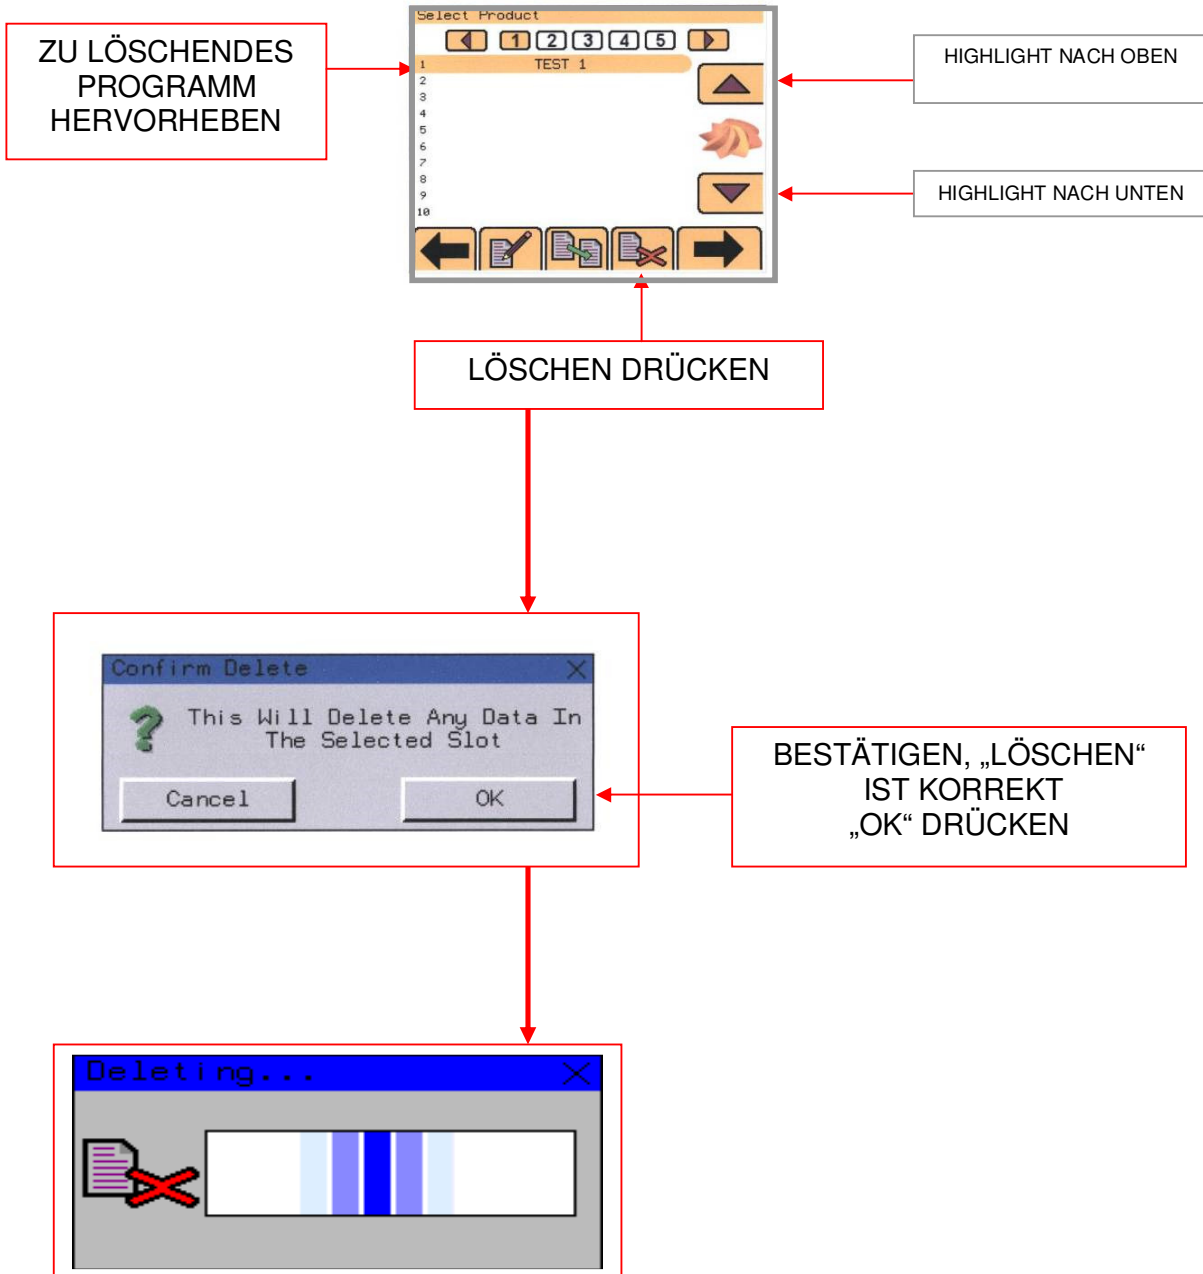 Select Product
1 2 3 4 5
ZU LÖSCHENDES
PROGRAMM
HERVORHEBEN
1 TEST 1
2
3
4
5
6
7
8
9
10
HIGHLIGHT NACH OBEN
HIGHLIGHT NACH UNTEN
LÖSCHEN DRÜCKEN
Confirm Delete
This Will Delete Any Data In
The Selected Slot
Cancel OK
BESTÄTIGEN, „LÖSCHEN“
IST KORREKT
„OK“ DRÜCKEN
Deleting...